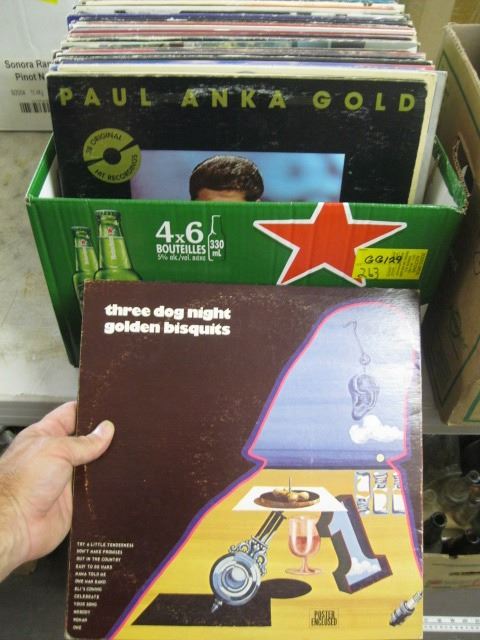 Sonora Ran
Pinot N
PAUL ANKA GOLD
28 ORIGINAL
HIT RECORDINGS
4x6
BOUTEILLES
330
mL
5% alc./vol.
GG129
263
three dog night
golden bisquits
TRY A LITTLE TENDERNESS
DON'T MAKE PROMISES
OUT IN THE COUNTRY
EASY TO BE HARD
MAMA TOLD ME
ONE MAN BAND
ELI'S COMING
CELEBRATE
YOUR SONG
NOBODY
WOMAN
ONE
POSTER
ENCLOSED